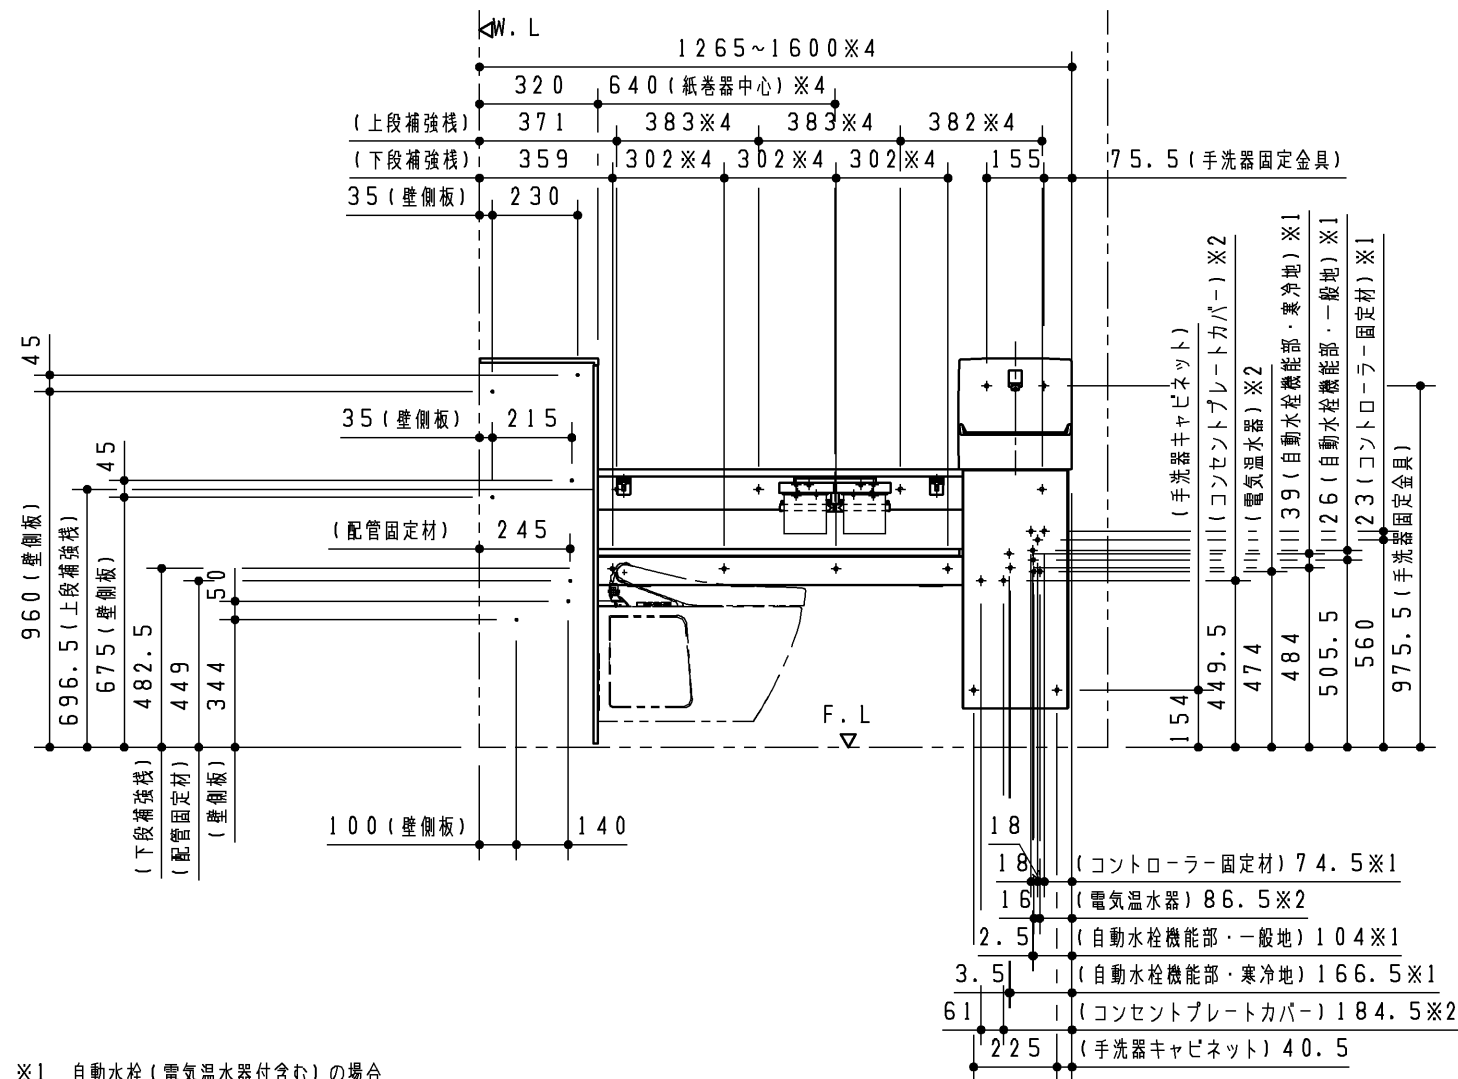 W.L
1265~1600※4
320 640(紙巻器中心)※4
(上段補強桟) 371 383※4 383※4 382※4
(下段補強桟) 359 302※4 302※4 302※4 155 75.5(手洗器固定金具)
35(壁側板) 230
45
960(壁側板)
696.5(上段補強桟)
45
675(壁側板)
482.5
(下段補強桟)
449
(配管固定材)
50
344
(壁側板)
35(壁側板) 215
(配管固定材) 245
100(壁側板) 140
F.L
(手洗器キャビネット)
154
(コンセントプレートカバー)※2
449.5
(電気温水器)※2
474
39(自動水栓機能部・寒冷地)※1
484
26(自動水栓機能部・一般地)※1
505.5
23(コントローラー固定材)※1
560
975.5(手洗器固定金具)
18
18 (コントローラー固定材)74.5※1
16 (電気温水器)86.5※2
2.5 (自動水栓機能部・一般地)104※1
3.5 (自動水栓機能部・寒冷地)166.5※1
61 (コンセントプレートカバー)184.5※2
225 (手洗器キャビネット)40.5
※1 自動水栓(電気温水器付含む)の場合